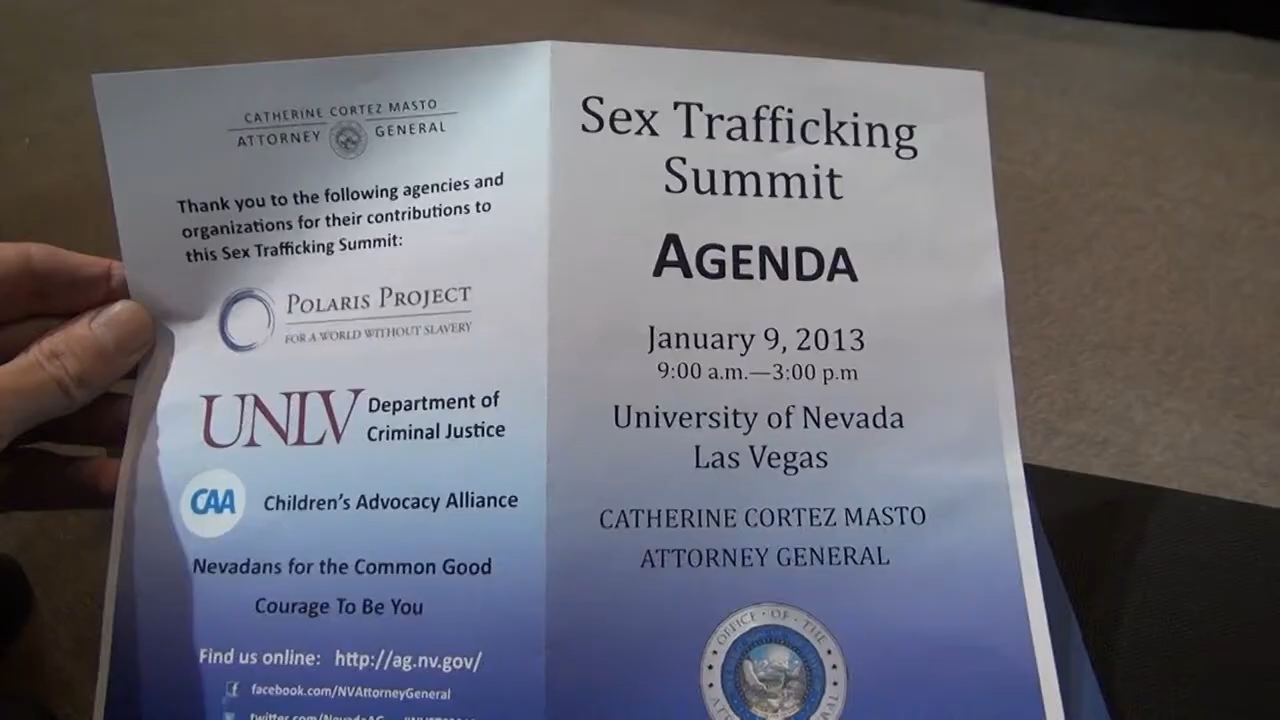 CATHERINE CORTEZ MASTO
ATTORNEY GENERAL
Thank you to the following agencies and
organizations for their contributions to
this Sex Trafficking Summit:
POLARIS PROJECT
FOR A WORLD WITHOUT SLAVERY
UNLV Department of
Criminal Justice
CAA Children's Advocacy Alliance
Nevadans for the Common Good
Courage To Be You
Find us online: http://ag.nv.gov/
f facebook.com/NVAttorneyGeneral
Sex Trafficking
Summit
AGENDA
January 9, 2013
9:00 a.m.—3:00 p.m
University of Nevada
Las Vegas
CATHERINE CORTEZ MASTO
ATTORNEY GENERAL
OFFICE · OF · THE